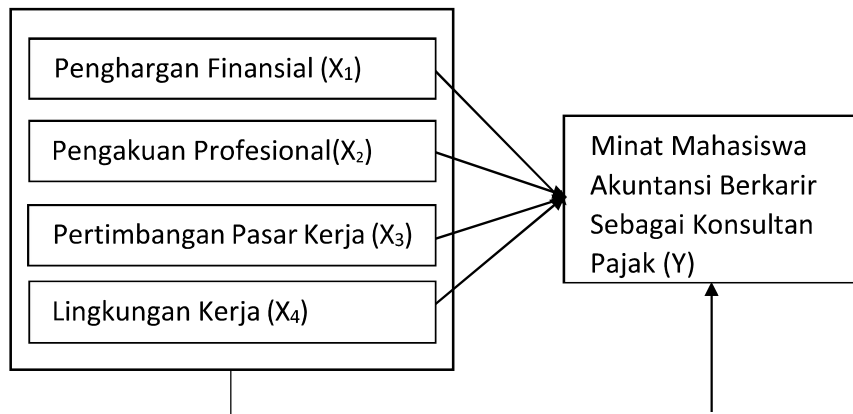 Penghargan Finansial (X₁)
Pengakuan Profesional(X₂)
Pertimbangan Pasar Kerja (X₃)
Lingkungan Kerja (X₄)
Minat Mahasiswa
Akuntansi Berkarir
Sebagai Konsultan
Pajak (Y)